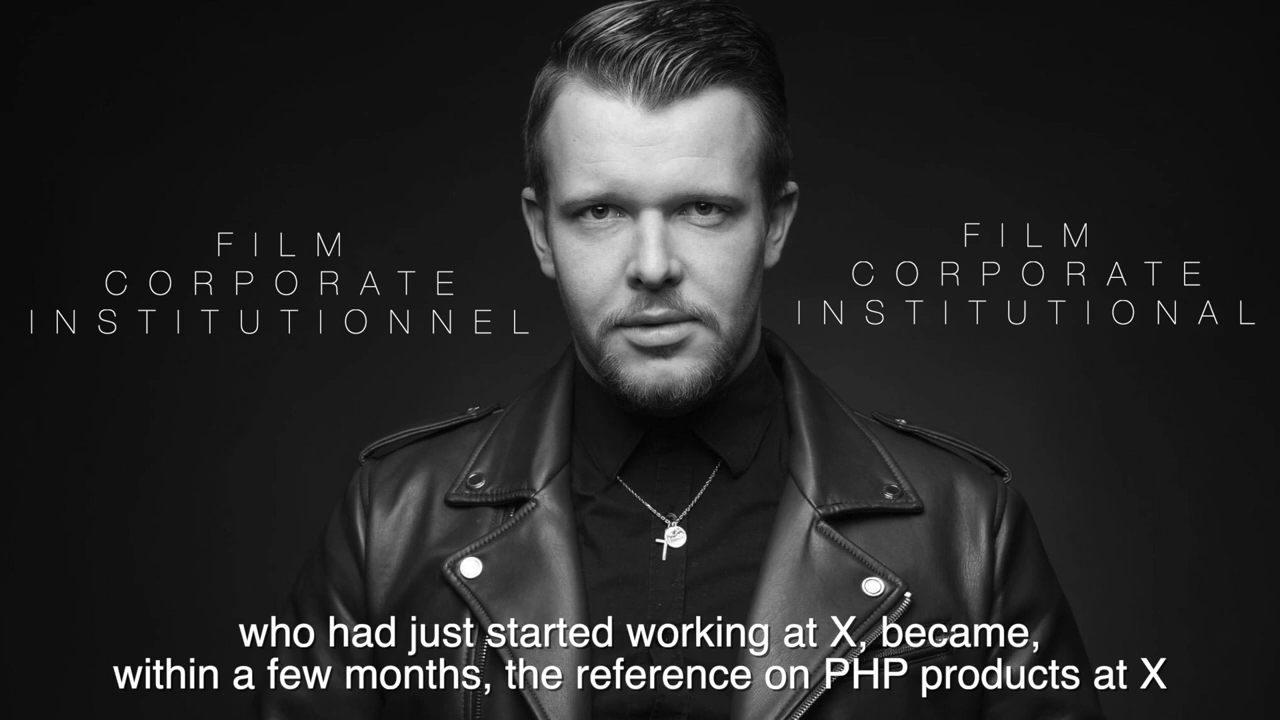 FILM
CORPORATE
INSTITUTIONNEL
FILM
CORPORATE
INSTITUTIONAL
who had just started working at X, became,
within a few months, the reference on PHP products at X